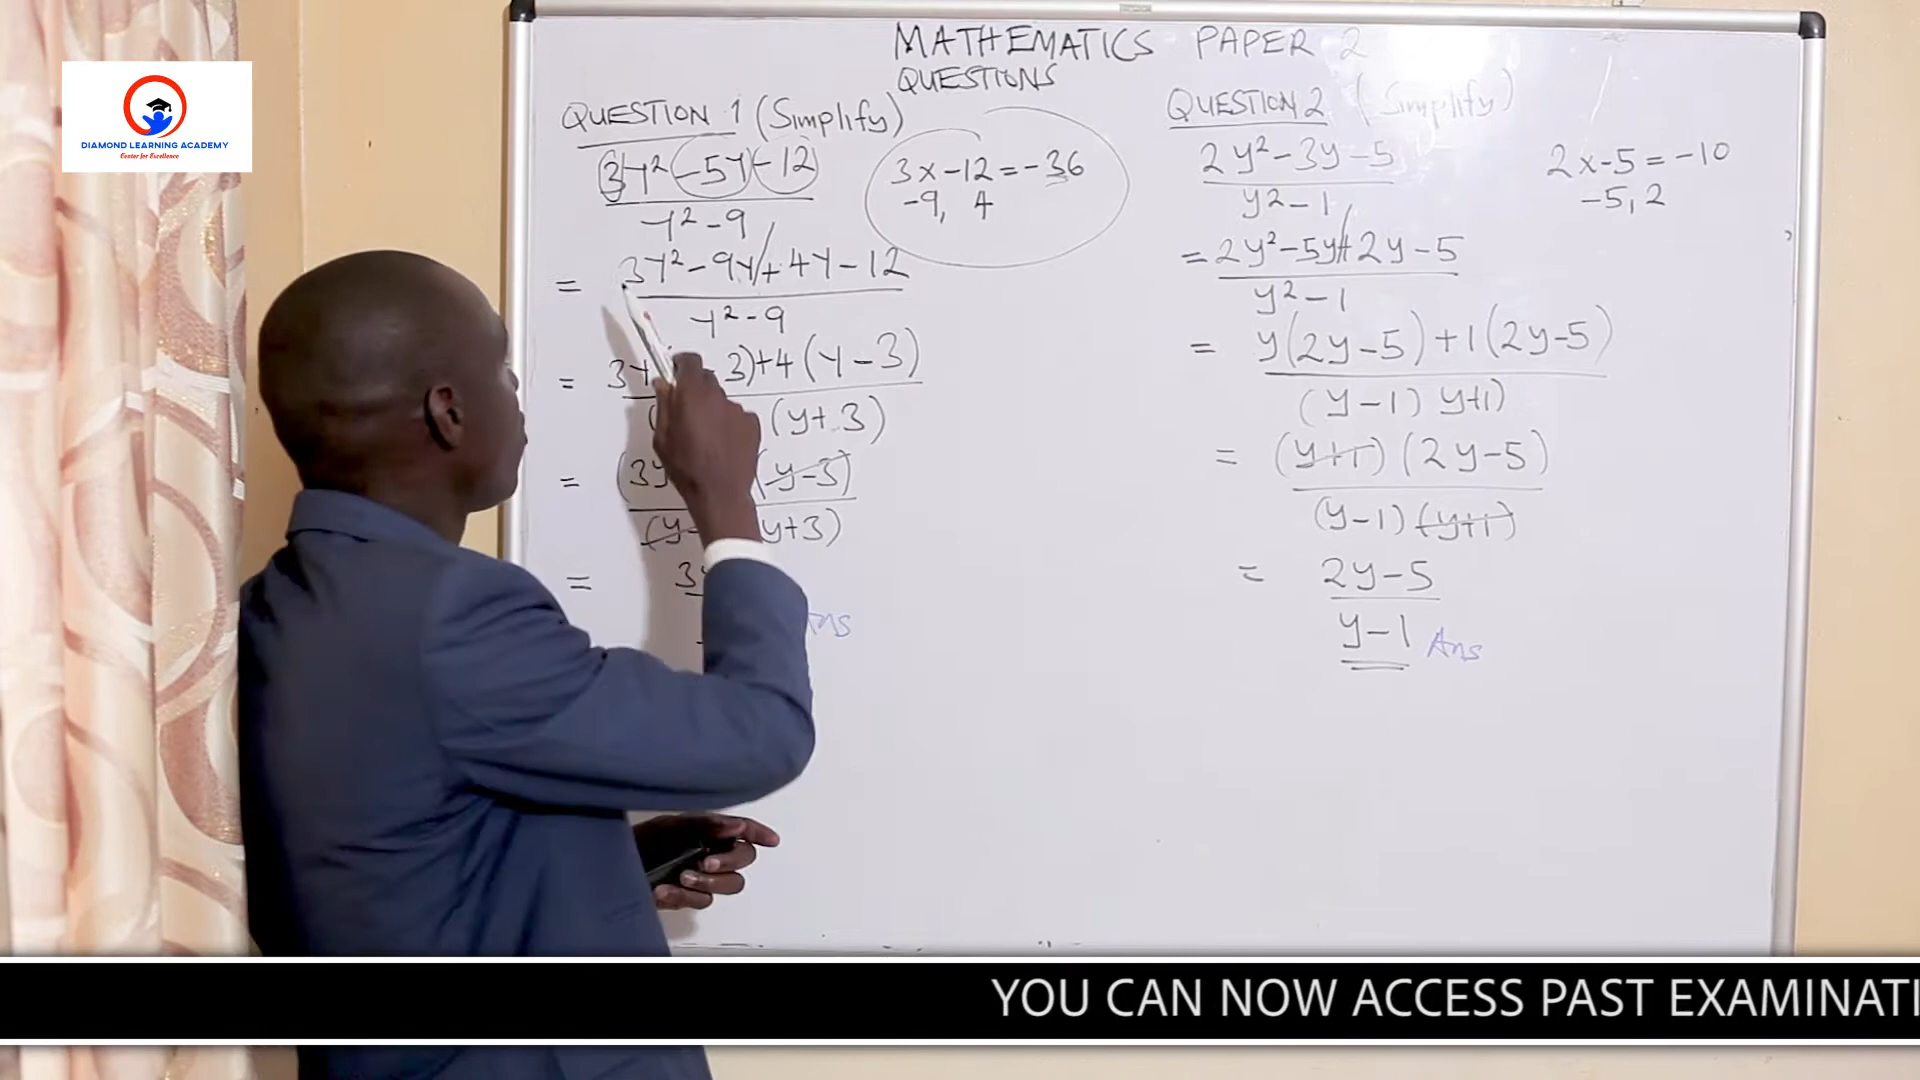 DIAMOND LEARNING ACADEMY
Center for Excellence
MATHEMATICS PAPER 2
QUESTIONS
QUESTION 1 (Simplify)
3y² - 5y - 12
y² - 9
3 x -12 = -36
-9, 4
= 3y² - 9y + 4y - 12
y² - 9
= 3y 3) + 4 (y - 3)
( (y + 3)
= (3y (y - 3)
(y - y + 3)
= 3y
Ans
QUESTION 2 (Simplify)
2y² - 3y - 5
y² - 1
2 x -5 = -10
-5, 2
= 2y² - 5y + 2y - 5
y² - 1
= y(2y - 5) + 1(2y - 5)
(y - 1) y + 1)
= (y + 1) (2y - 5)
(y - 1) (y + 1)
= 2y - 5
y - 1 Ans
YOU CAN NOW ACCESS PAST EXAMINATI